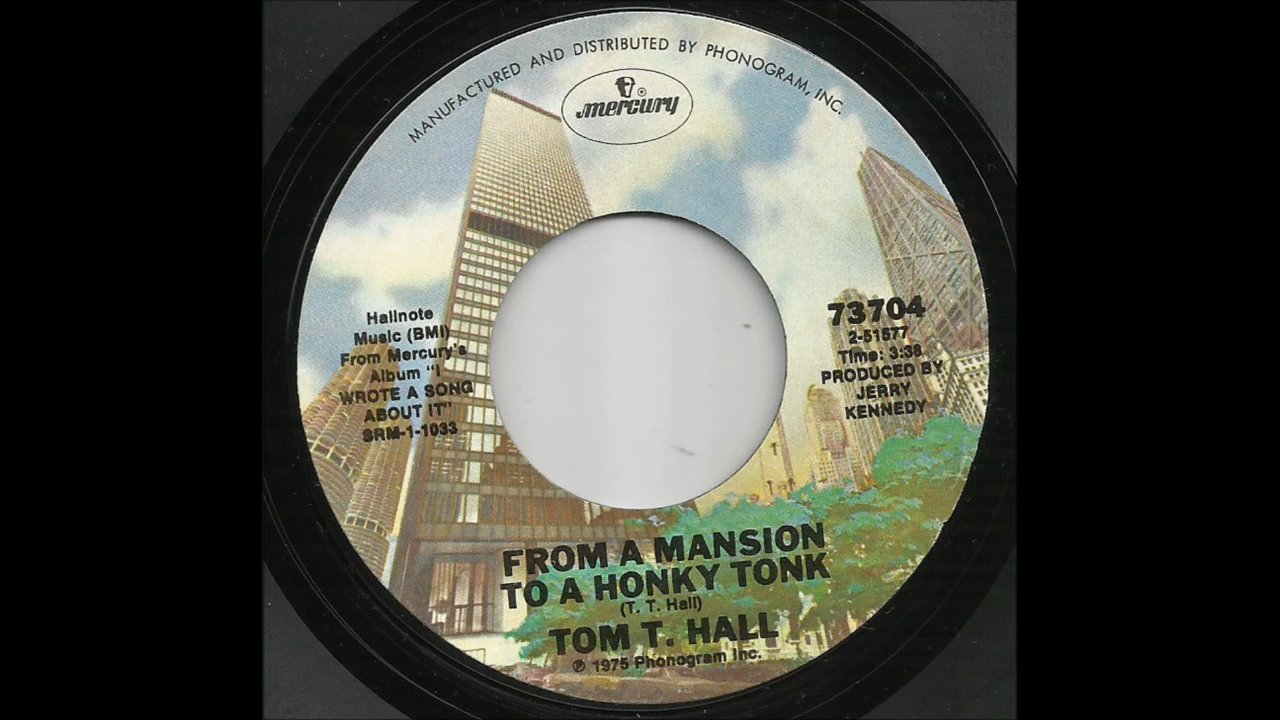 MANUFACTURED AND DISTRIBUTED BY PHONOGRAM, INC.
mercury ®
Hallnote
Music (BMI)
From Mercury's
Album "I
WROTE A SONG
ABOUT IT"
SRM-1-1033
73704
2-51577
Time: 3:38
PRODUCED BY
JERRY
KENNEDY
FROM A MANSION
TO A HONKY TONK
(T. T. Hall)
TOM T. HALL
℗ 1975 Phonogram Inc.